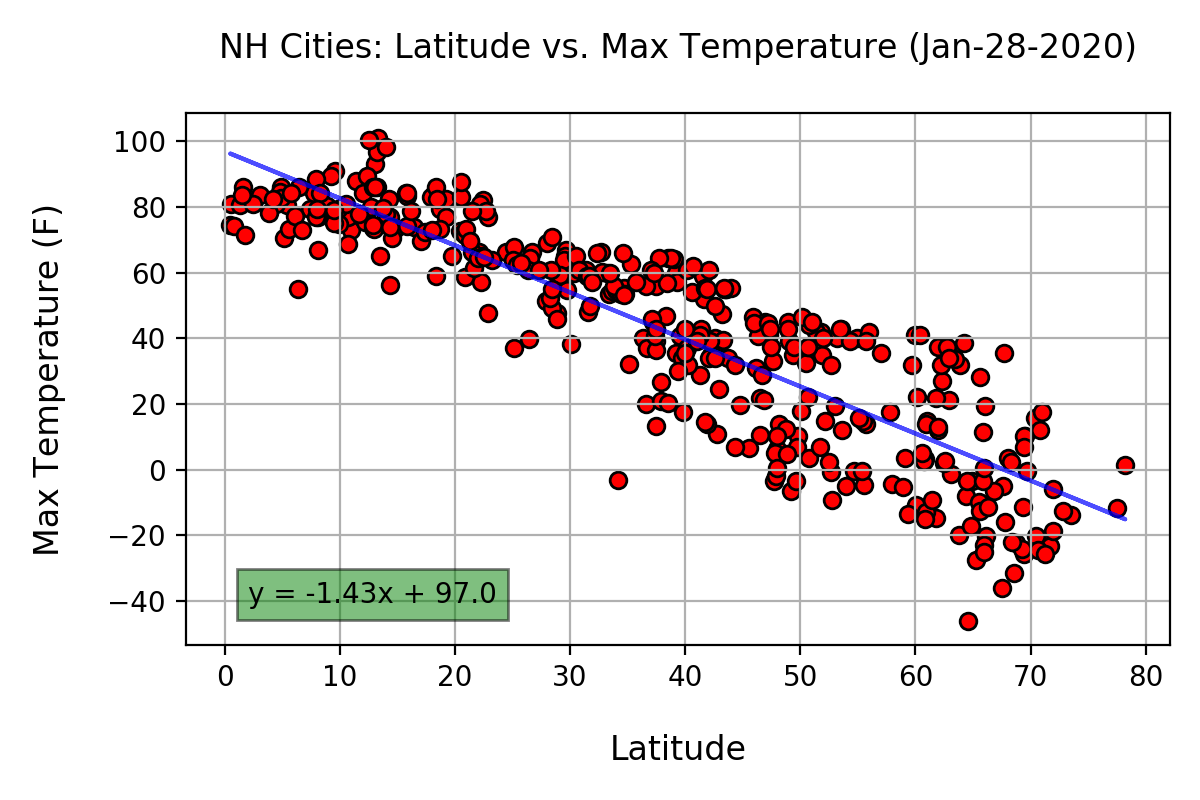 NH Cities: Latitude vs. Max Temperature (Jan-28-2020)
Max Temperature (F)
100
80
60
40
20
0
−20
−40
y = -1.43x + 97.0
0 10 20 30 40 50 60 70 80
Latitude